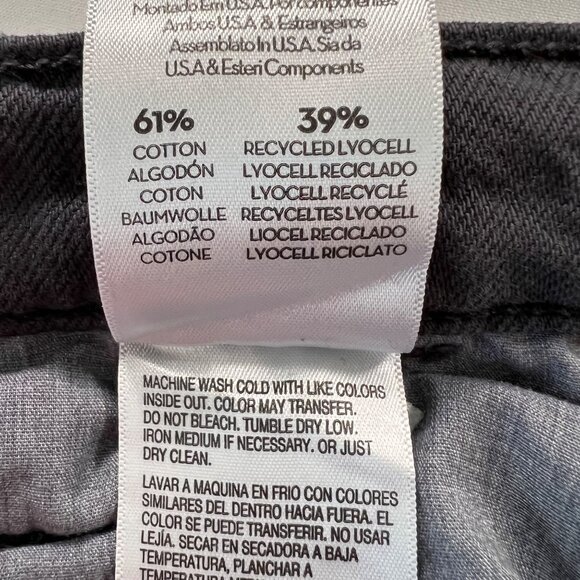 Montado Em U.S.A. Por componentes
Ambos U.S.A & Estrangeiros
Assemblato In U.S.A. Sia da
U.S.A & Esteri Components
61% 39%
COTTON RECYCLED LYOCELL
ALGODÓN LYOCELL RECICLADO
COTON LYOCELL RECYCLÉ
BAUMWOLLE RECYCELTES LYOCELL
ALGODÃO LIOCEL RECICLADO
COTONE LYOCELL RICICLATO
MACHINE WASH COLD WITH LIKE COLORS
INSIDE OUT. COLOR MAY TRANSFER.
DO NOT BLEACH. TUMBLE DRY LOW.
IRON MEDIUM IF NECESSARY. OR JUST
DRY CLEAN.
LAVAR A MAQUINA EN FRIO CON COLORES
SIMILARES DEL DENTRO HACIA FUERA. EL
COLOR SE PUEDE TRANSFERIR. NO USAR
LEJÍA. SECAR EN SECADORA A BAJA
TEMPERATURA, PLANCHAR A